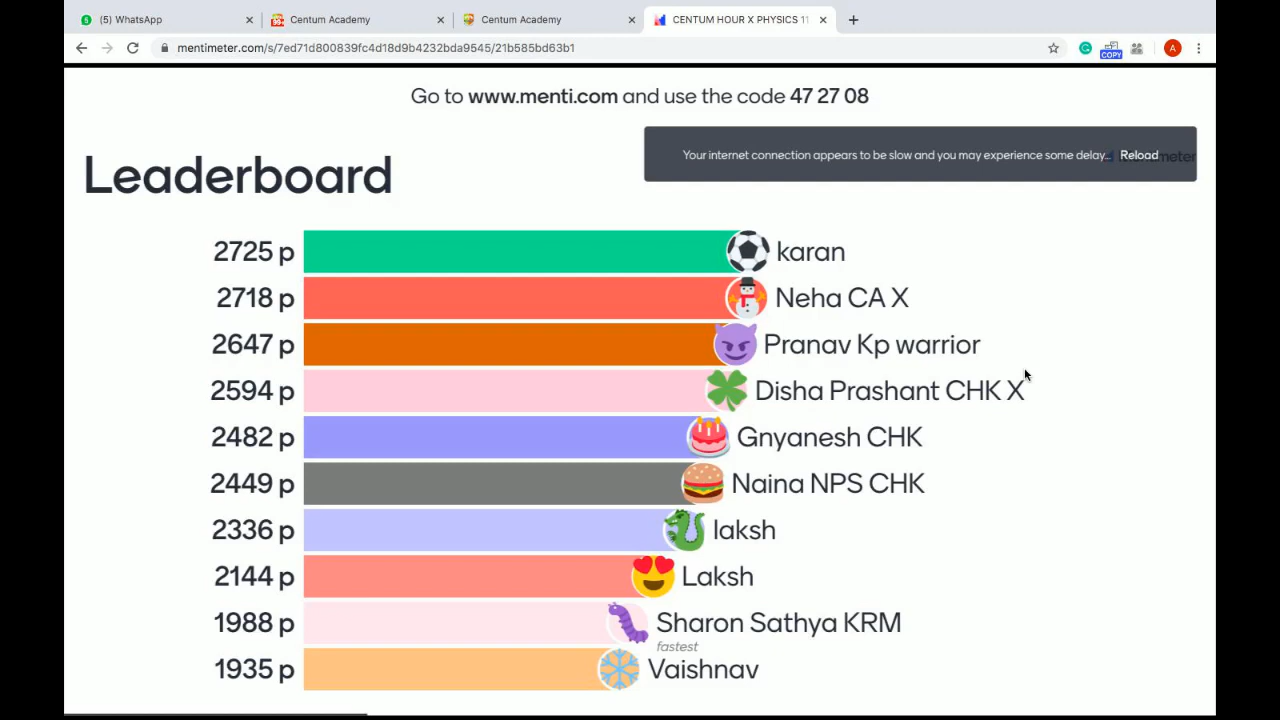 (5) WhatsApp
Centum Academy
Centum Academy
CENTUM HOUR X PHYSICS 11
mentimeter.com/s/7ed71d800839fc4d18d9b4232bda9545/21b585bd63b1
COPY
A
Go to www.menti.com and use the code 47 27 08
Your internet connection appears to be slow and you may experience some delay... Reload
Leaderboard
2725 p karan
2718 p Neha CA X
2647 p Pranav Kp warrior
2594 p Disha Prashant CHK X
2482 p Gnyanesh CHK
2449 p Naina NPS CHK
2336 p laksh
2144 p Laksh
1988 p Sharon Sathya KRM
fastest
1935 p Vaishnav